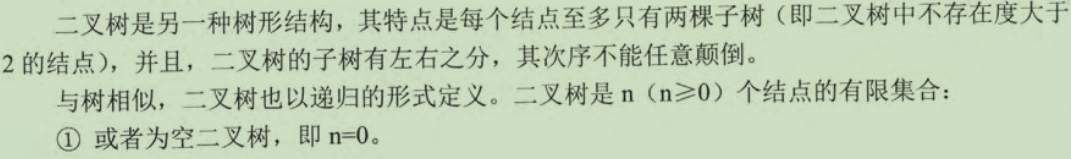 二叉树是另一种树形结构，其特点是每个结点至多只有两棵子树（即二叉树中不存在度大于
2 的结点），并且，二叉树的子树有左右之分，其次序不能任意颠倒。
与树相似，二叉树也以递归的形式定义。二叉树是 n（n≥0）个结点的有限集合：
① 或者为空二叉树，即 n=0。